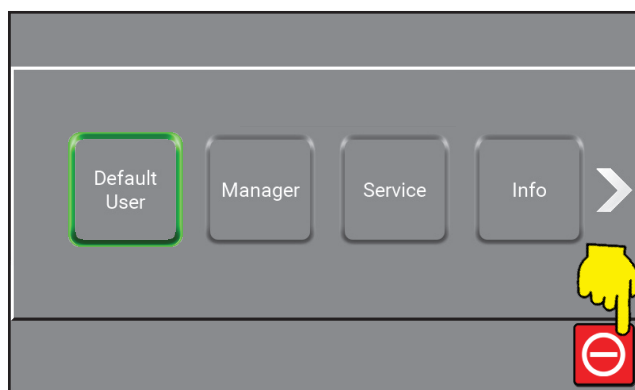 Default
User
Manager
Service
Info